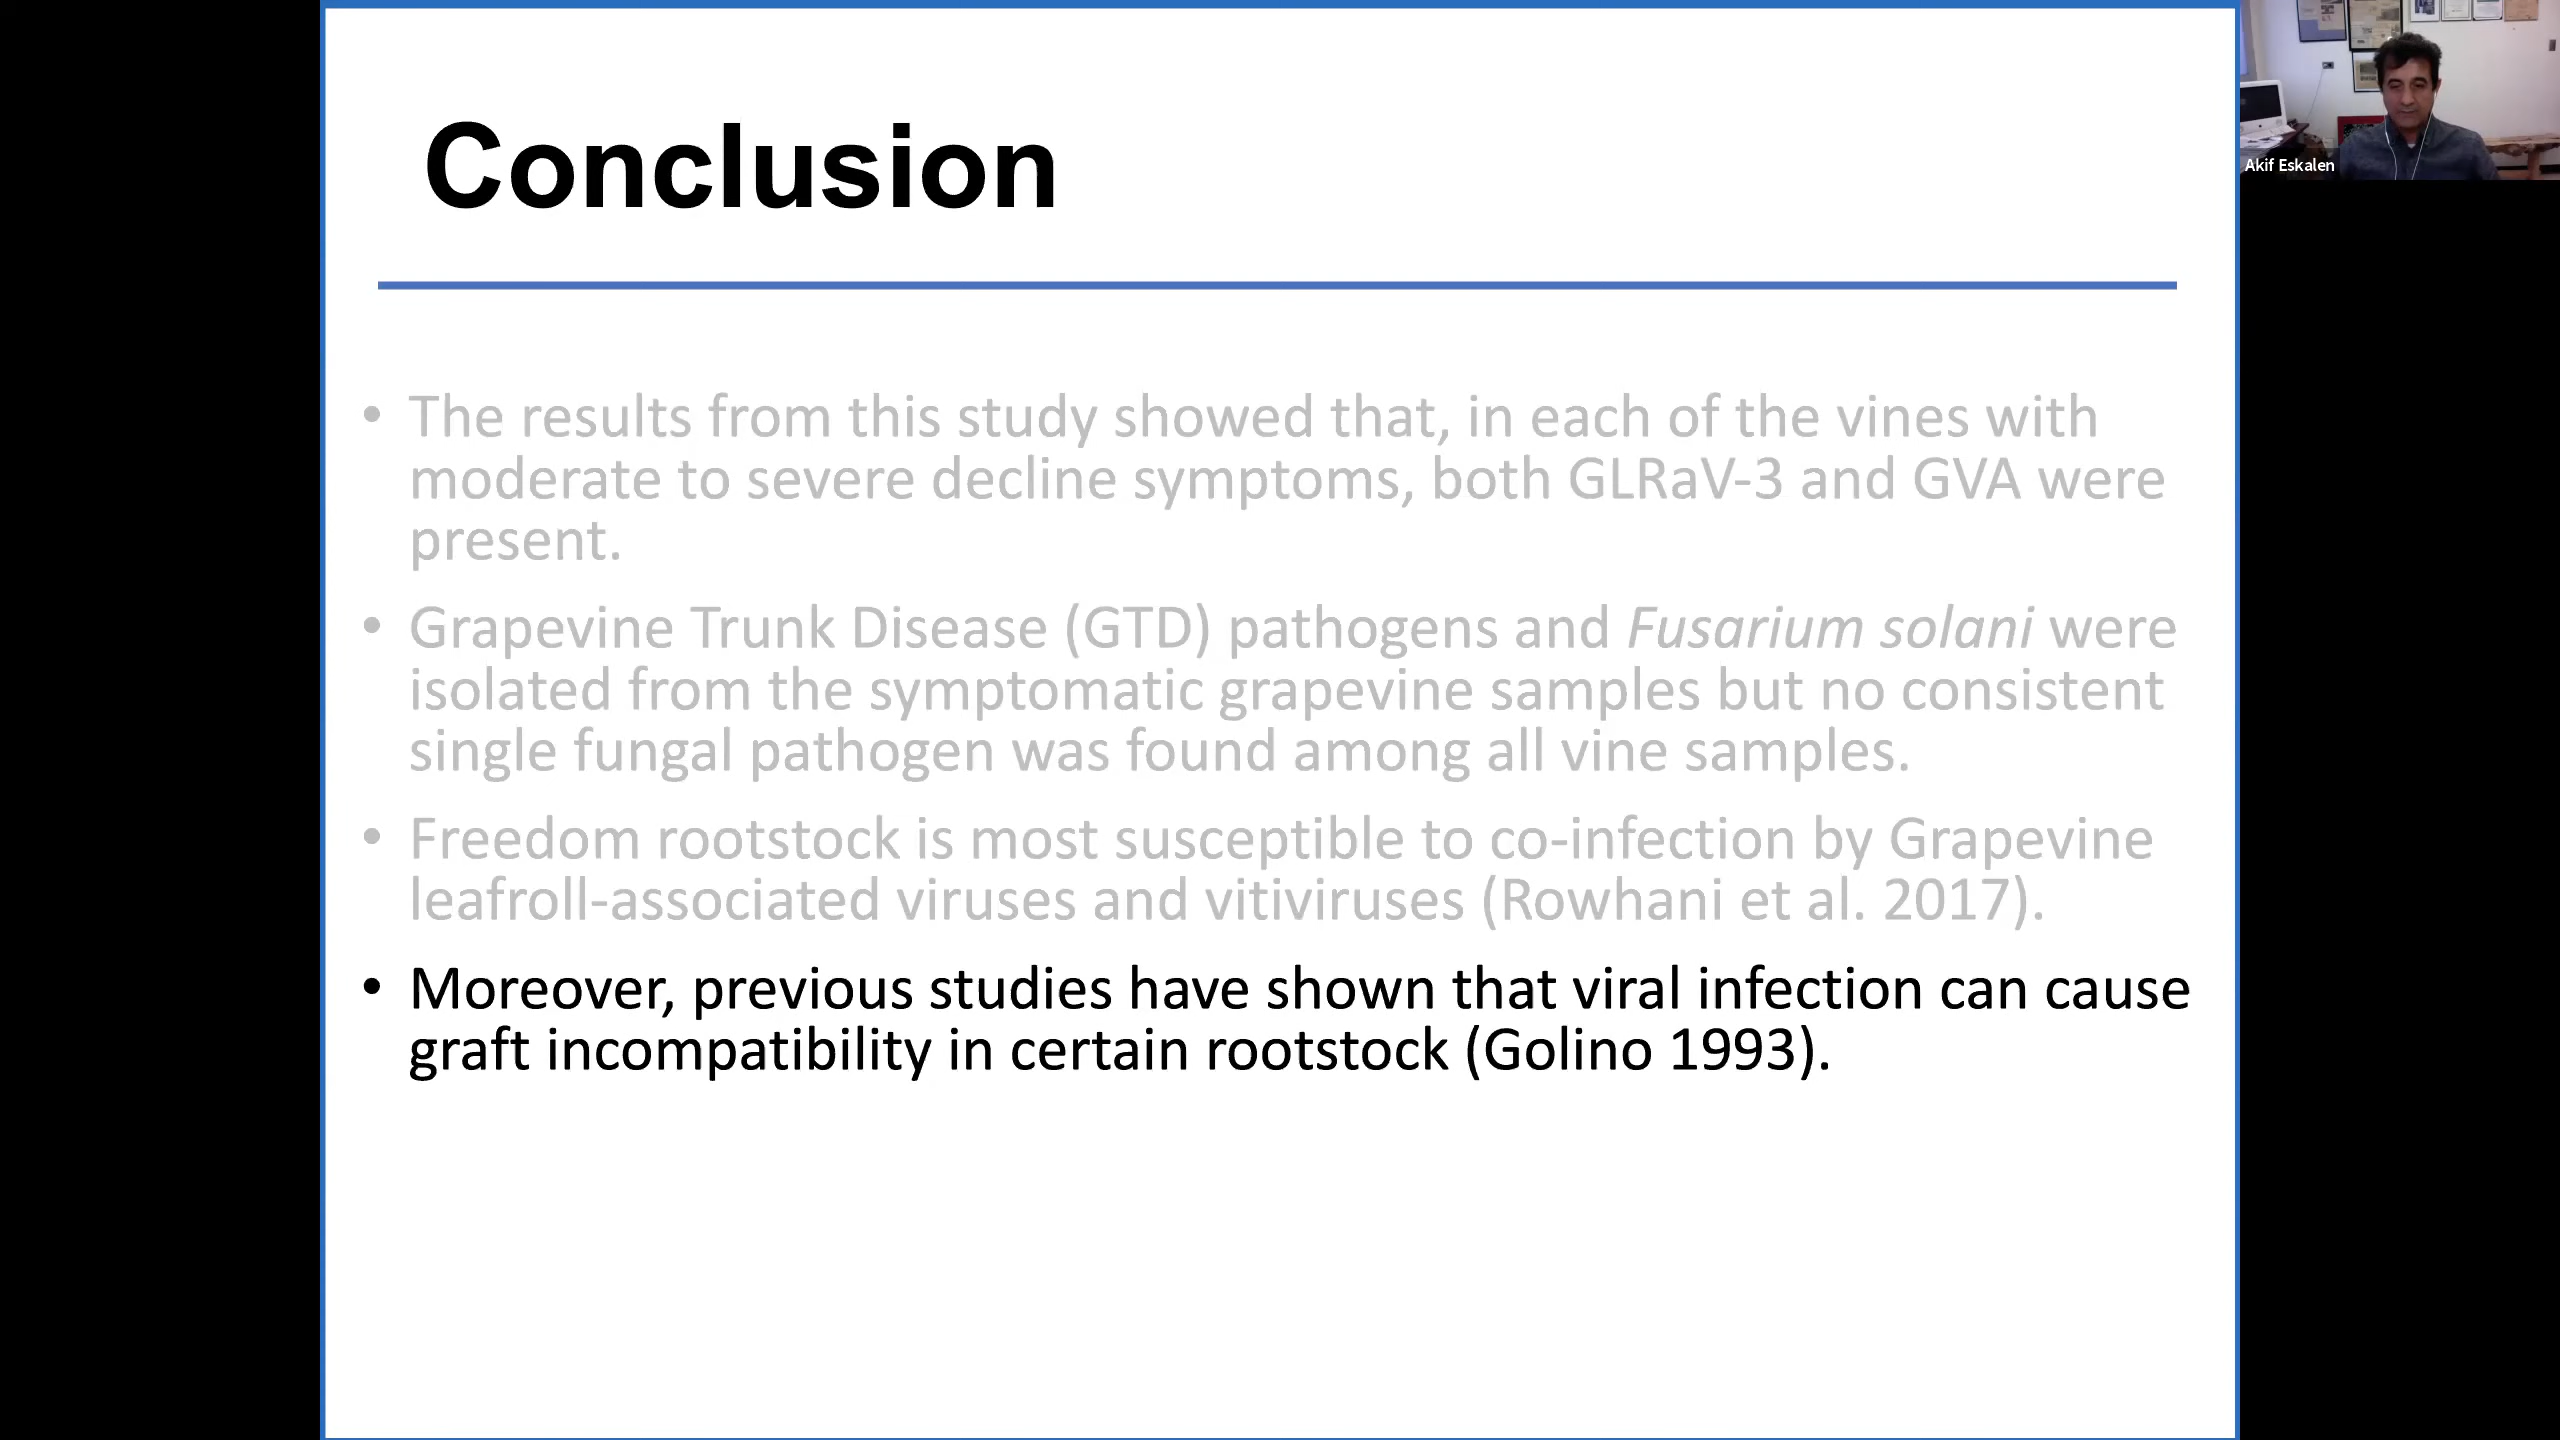 Conclusion
Akif Eskalen
• The results from this study showed that, in each of the vines with
moderate to severe decline symptoms, both GLRaV-3 and GVA were
present.
• Grapevine Trunk Disease (GTD) pathogens and Fusarium solani were
isolated from the symptomatic grapevine samples but no consistent
single fungal pathogen was found among all vine samples.
• Freedom rootstock is most susceptible to co-infection by Grapevine
leafroll-associated viruses and vitiviruses (Rowhani et al. 2017).
• Moreover, previous studies have shown that viral infection can cause
graft incompatibility in certain rootstock (Golino 1993).